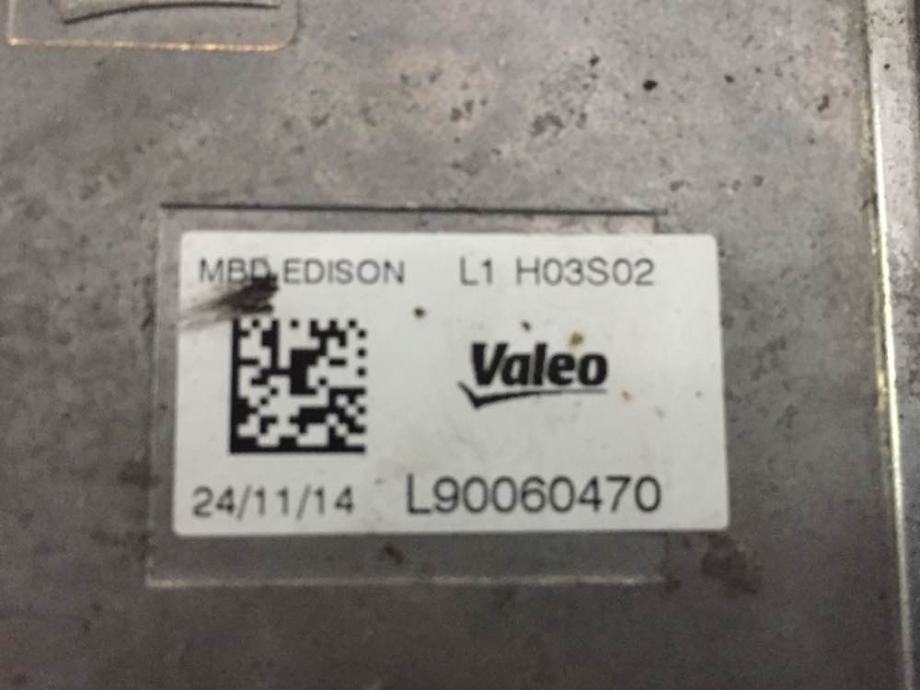 MBD EDISON L1 H03S02
Valeo
24/11/14 L90060470